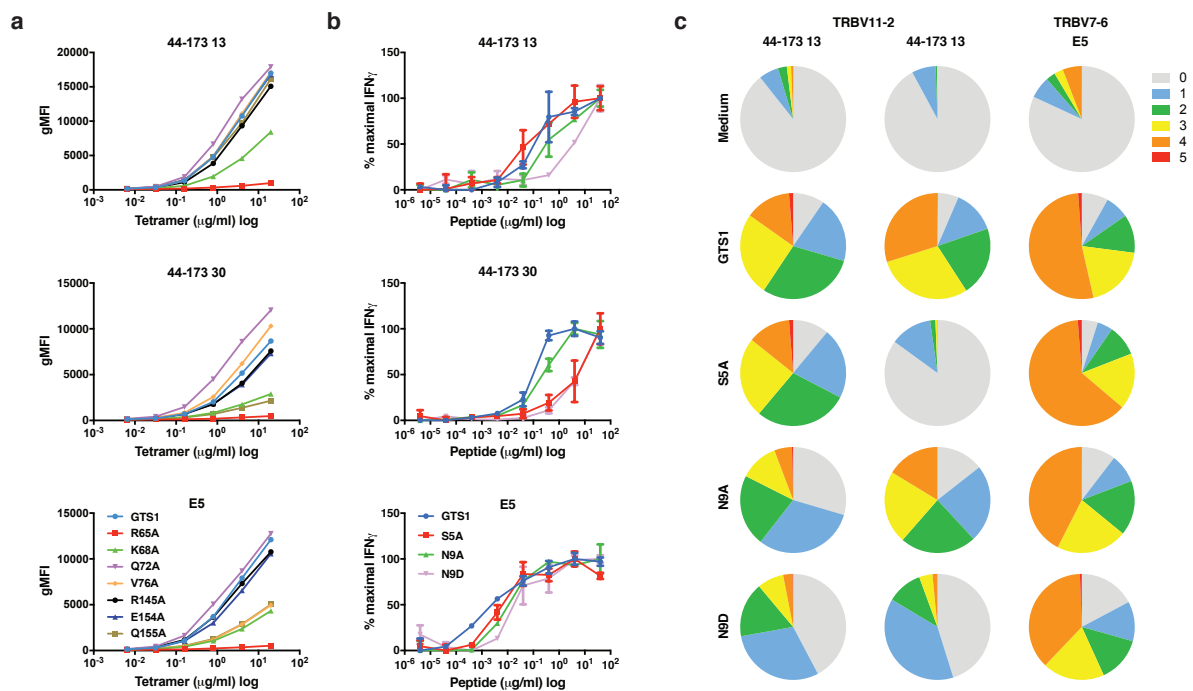 a
44-173 13
gMFI
20000
15000
10000
5000
0
10⁻³ 10⁻² 10⁻¹ 10⁰ 10¹ 10²
Tetramer (μg/ml) log
44-173 30
gMFI
15000
10000
5000
0
10⁻³ 10⁻² 10⁻¹ 10⁰ 10¹ 10²
Tetramer (μg/ml) log
E5
gMFI
15000
10000
5000
0
GTS1
R65A
K68A
Q72A
V76A
R145A
E154A
Q155A
10⁻³ 10⁻² 10⁻¹ 10⁰ 10¹ 10²
Tetramer (μg/ml) log
b
44-173 13
% maximal IFNγ
150
100
50
0
10⁻⁶ 10⁻⁵ 10⁻⁴ 10⁻³ 10⁻² 10⁻¹ 10⁰ 10¹ 10²
Peptide (μg/ml) log
44-173 30
% maximal IFNγ
150
100
50
0
10⁻⁶ 10⁻⁵ 10⁻⁴ 10⁻³ 10⁻² 10⁻¹ 10⁰ 10¹ 10²
Peptide (μg/ml) log
E5
% maximal IFNγ
150
100
50
0
GTS1
S5A
N9A
N9D
10⁻⁶ 10⁻⁵ 10⁻⁴ 10⁻³ 10⁻² 10⁻¹ 10⁰ 10¹ 10²
Peptide (μg/ml) log
c
TRBV11-2 TRBV7-6
44-173 13 44-173 13 E5
Medium
GTS1
S5A
N9A
N9D
0
1
2
3
4
5